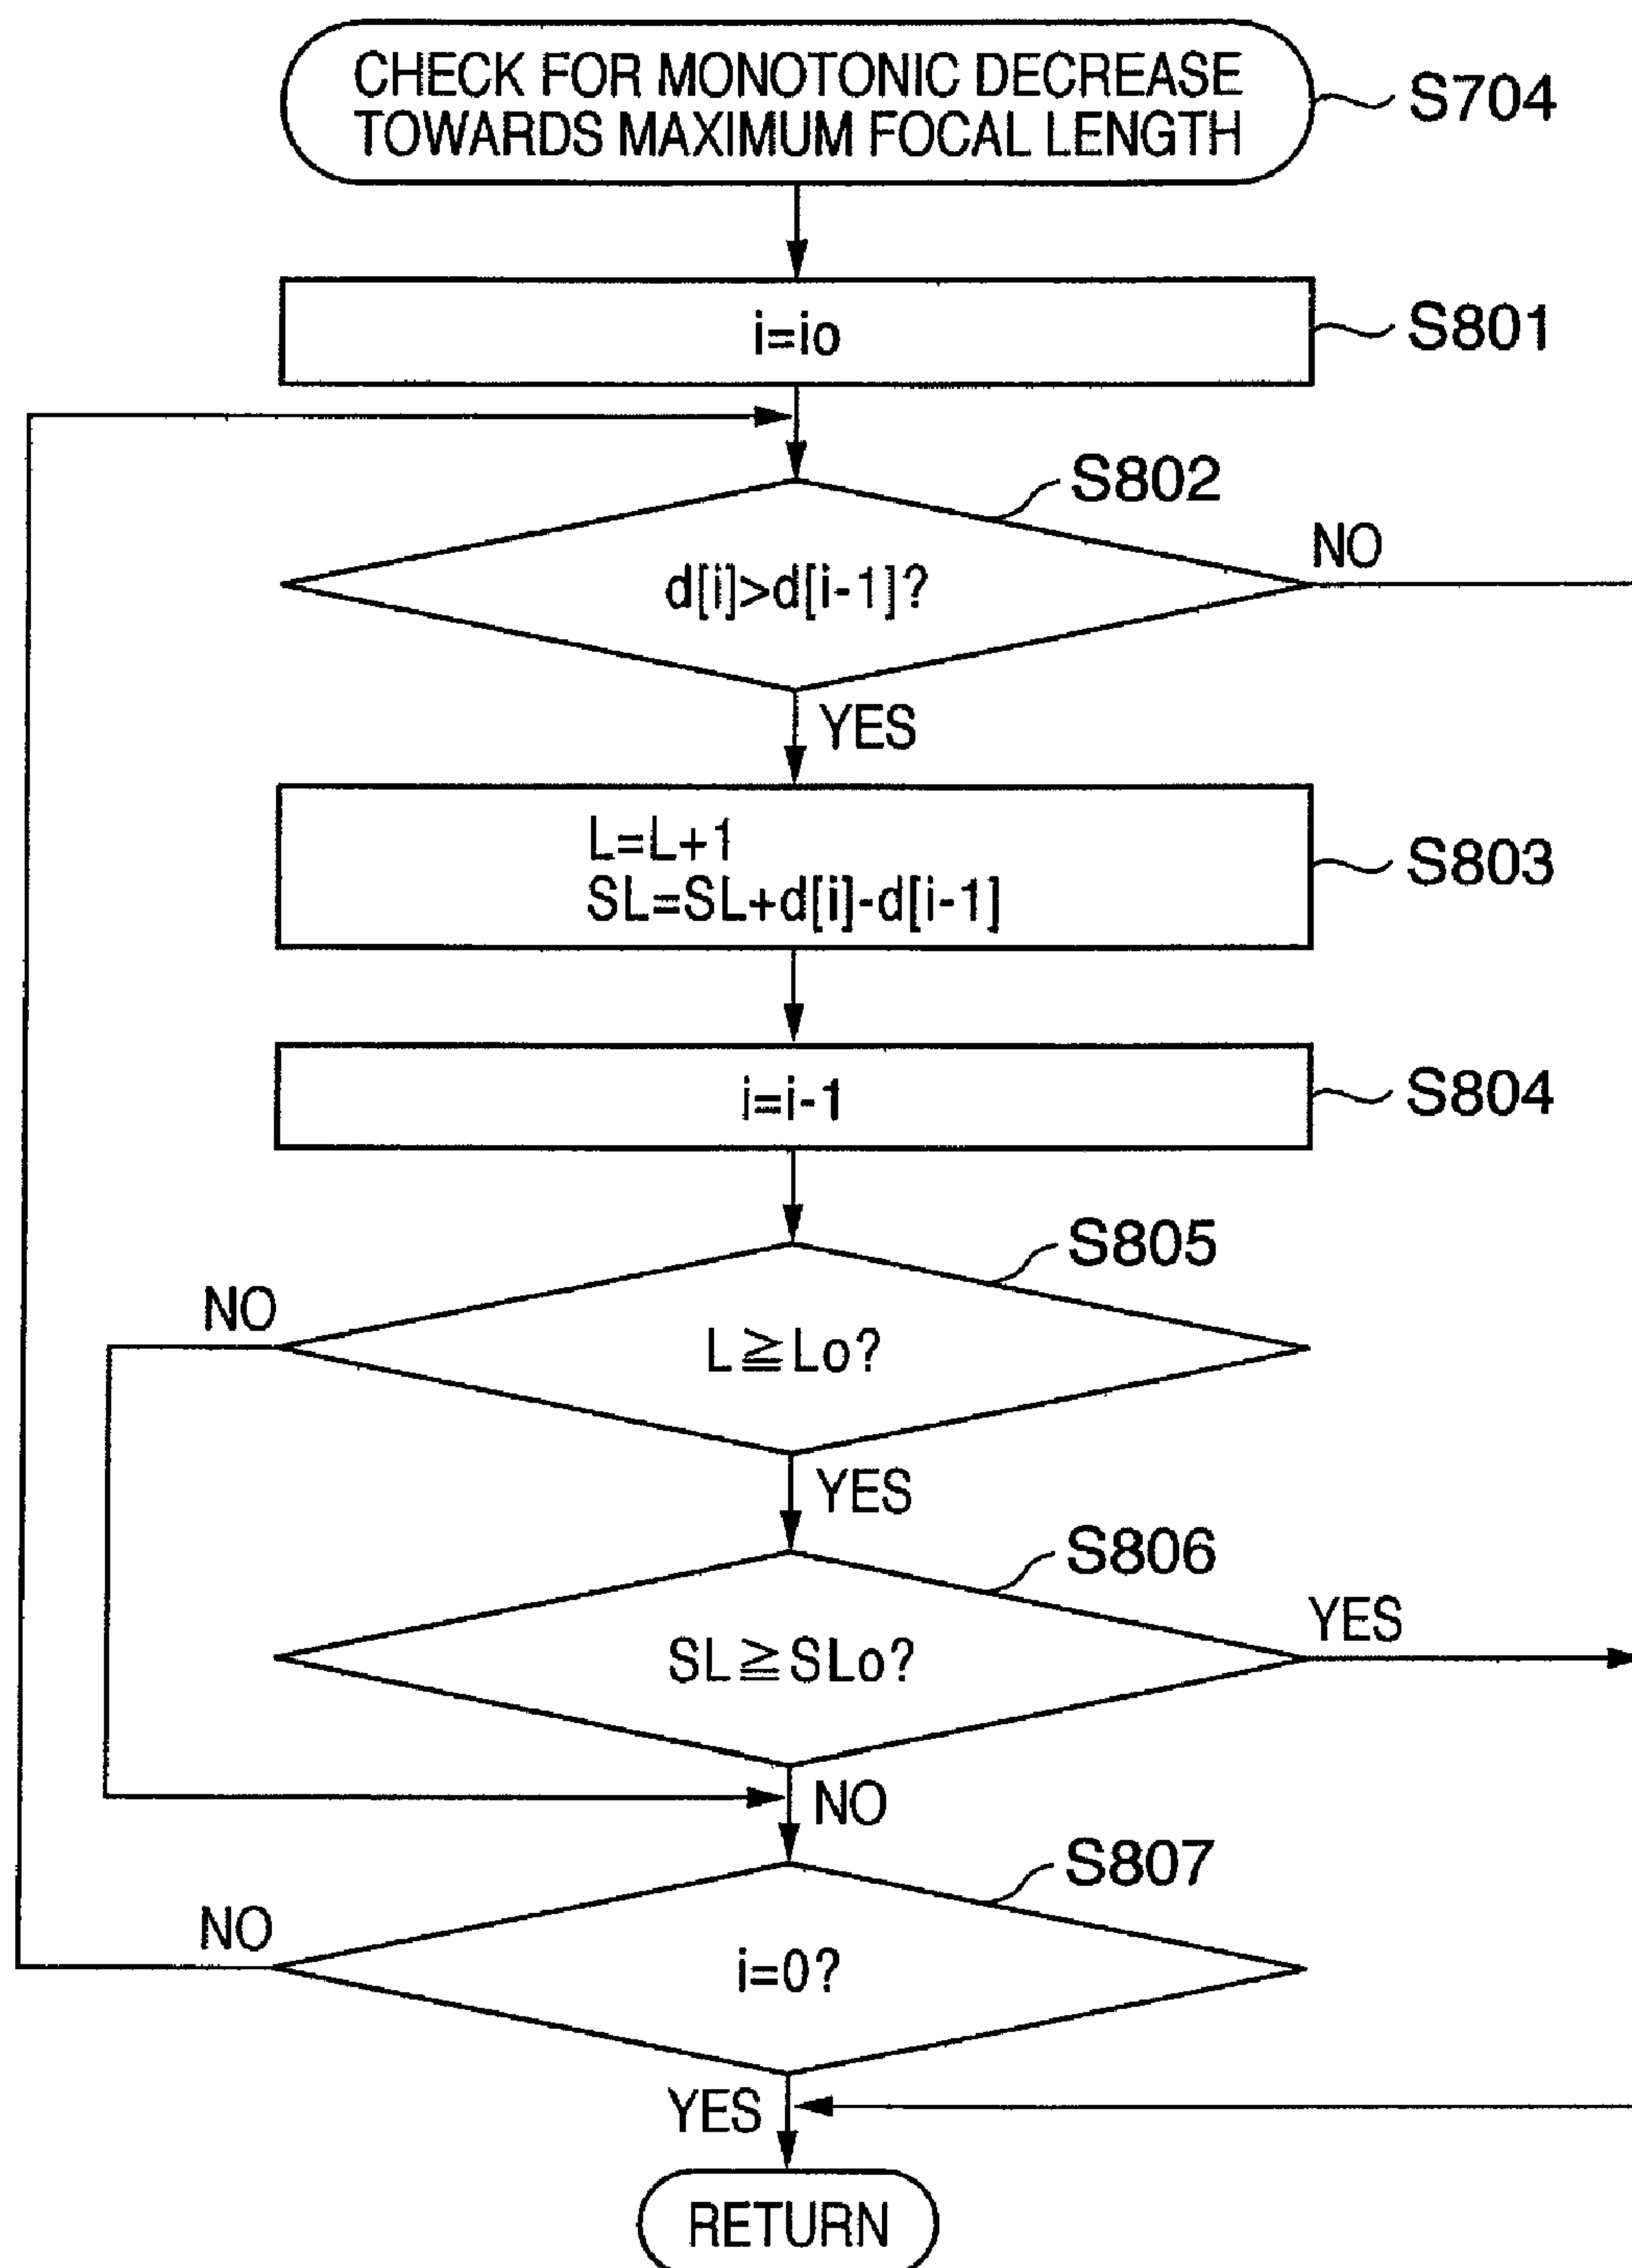 CHECK FOR MONOTONIC DECREASE
TOWARDS MAXIMUM FOCAL LENGTH
S704
i=io
S801
S802
d[i]>d[i-1]?
NO
YES
L=L+1
SL=SL+d[i]-d[i-1]
S803
i=i-1
S804
S805
NO
L≧Lo?
YES
S806
SL≧SLo?
YES
NO
S807
NO
i=0?
YES
RETURN